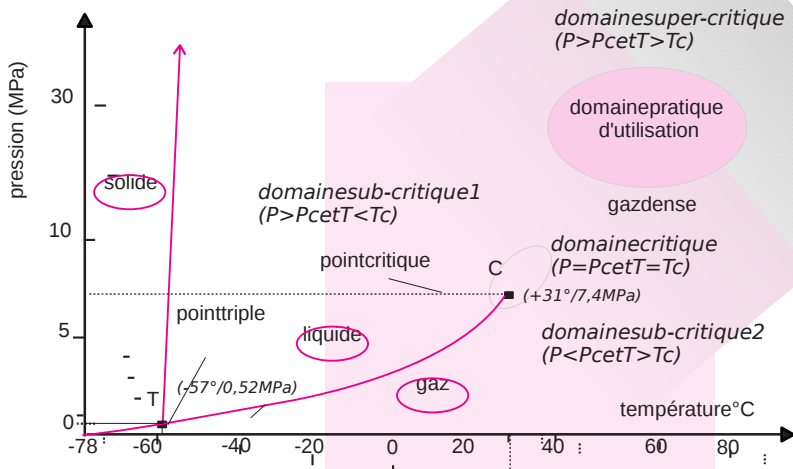 domainesuper-critique
(P>PcetT>Tc)
pression (MPa)
30
domainepratique
d'utilisation
solide
domainesub-critique1
(P>PcetT<Tc)
gazdense
10
domainecritique
(P=PcetT=Tc)
pointcritique
C
(+31°/7,4MPa)
pointtriple
5
liquide
domainesub-critique2
(P<PcetT>Tc)
T
(-57°/0,52MPa)
gaz
température°C
0
-78
-60
-40
-20
0
20
40
60
80